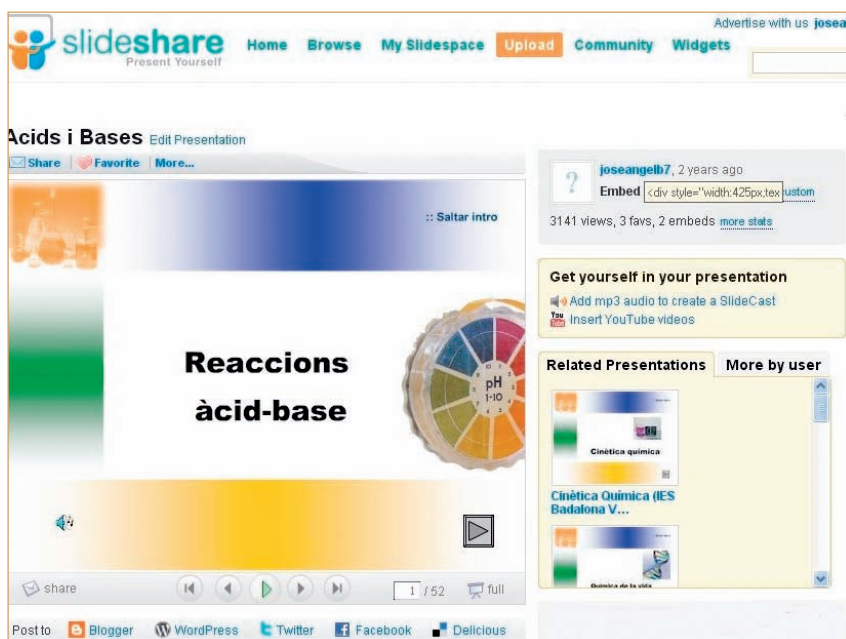 Advertise with us josea
slideshare
Present Yourself
Home Browse My Slidespace Upload Community Widgets
Acids i Bases Edit Presentation
Share Favorite More...
:: Saltar intro
Reaccions
àcid-base
pH
1-10
share
1 / 52
full
Post to Blogger WordPress Twitter Facebook Delicious
?
joseangelb7, 2 years ago
Embed <div style="width:425px;tex ustom
3141 views, 3 favs, 2 embeds more stats
Get yourself in your presentation
Add mp3 audio to create a SlideCast
You Tube Insert YouTube videos
Related Presentations More by user
Cinètica química
Cinètica Química (IES
Badalona V...
Química de la vida